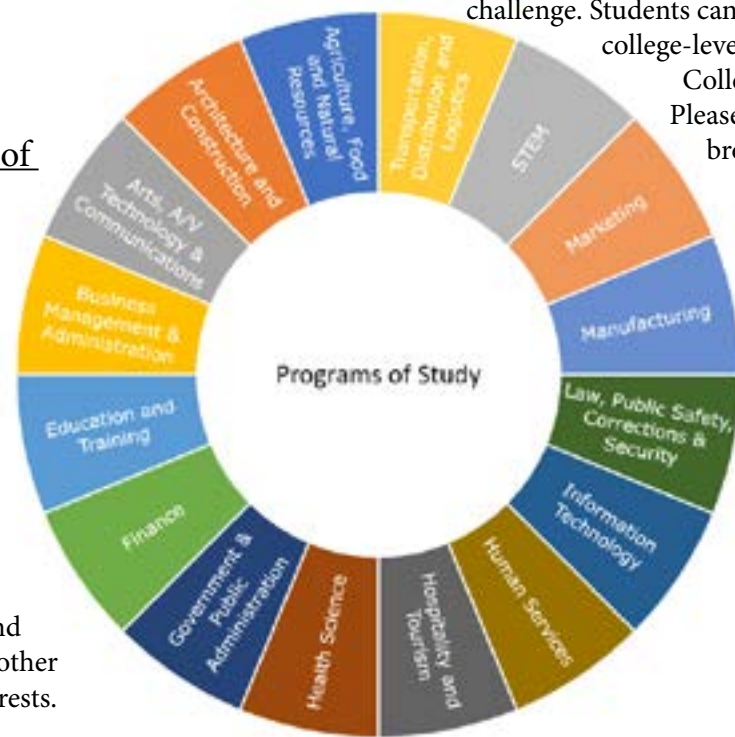 challenge. Students can
college-leve
Colle
Please
bro
of
nd
other
rests.
Programs of Study
Transportation,
Distribution and
Logistics
STEM
Marketing
Manufacturing
Law, Public Safety,
Corrections &
Security
Information
Technology
Human Services
Hospitality and
Tourism
Health Science
Government &
Public
Administration
Finance
Education and
Training
Business
Management &
Administration
Arts, A/V
Technology &
Communications
Architecture and
Construction
Agriculture, Food
and Natural
Resources